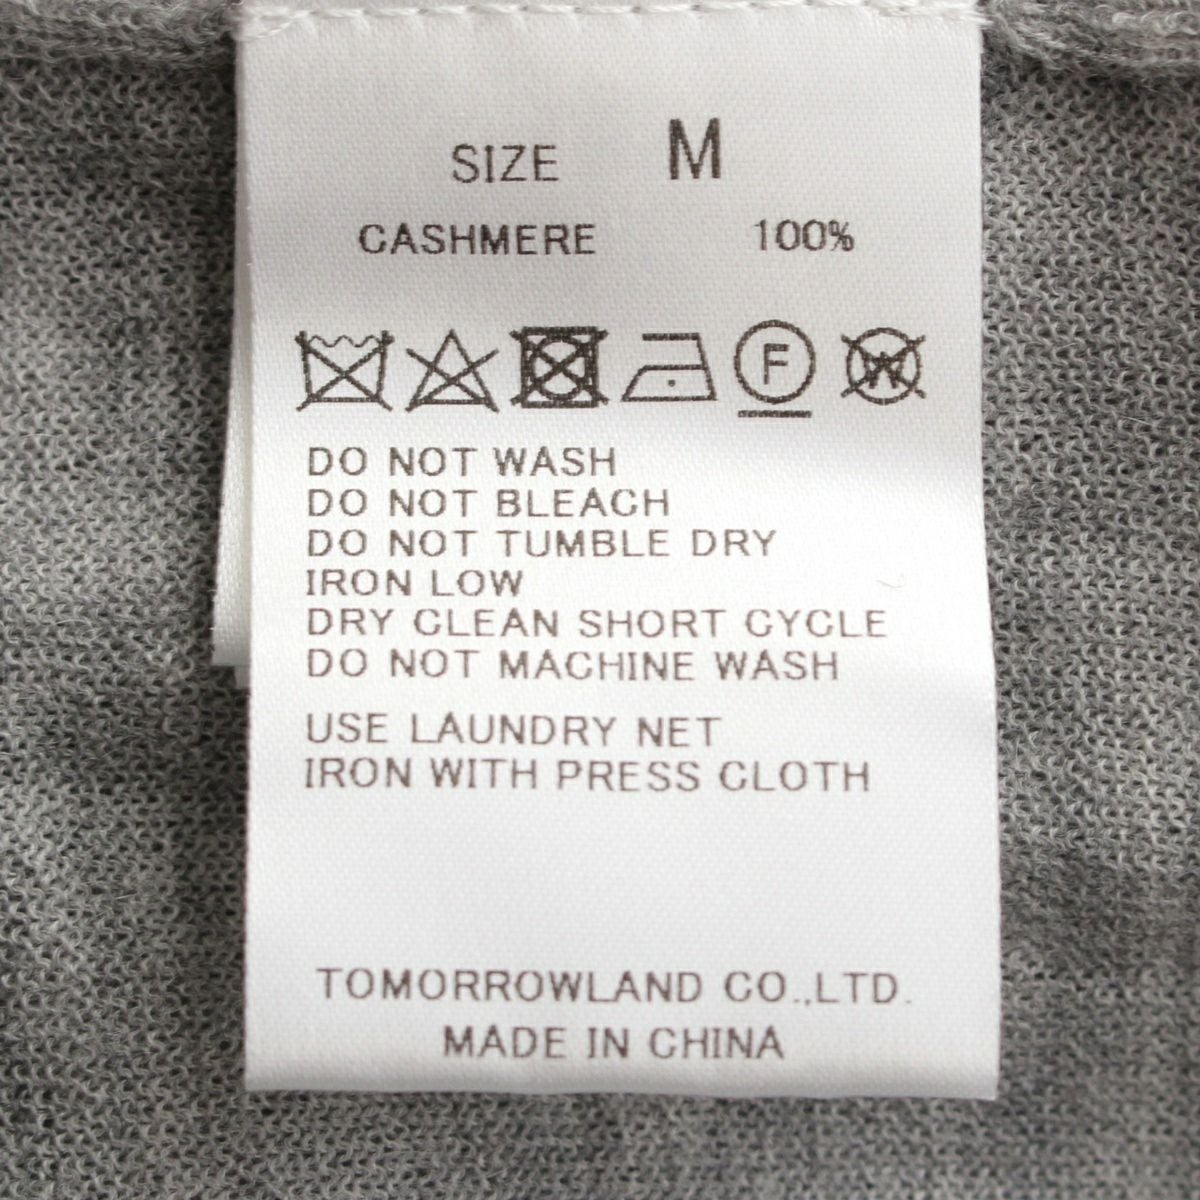 SIZE M
CASHMERE 100%
F W
DO NOT WASH
DO NOT BLEACH
DO NOT TUMBLE DRY
IRON LOW
DRY CLEAN SHORT CYCLE
DO NOT MACHINE WASH
USE LAUNDRY NET
IRON WITH PRESS CLOTH
TOMORROWLAND CO.,LTD.
MADE IN CHINA